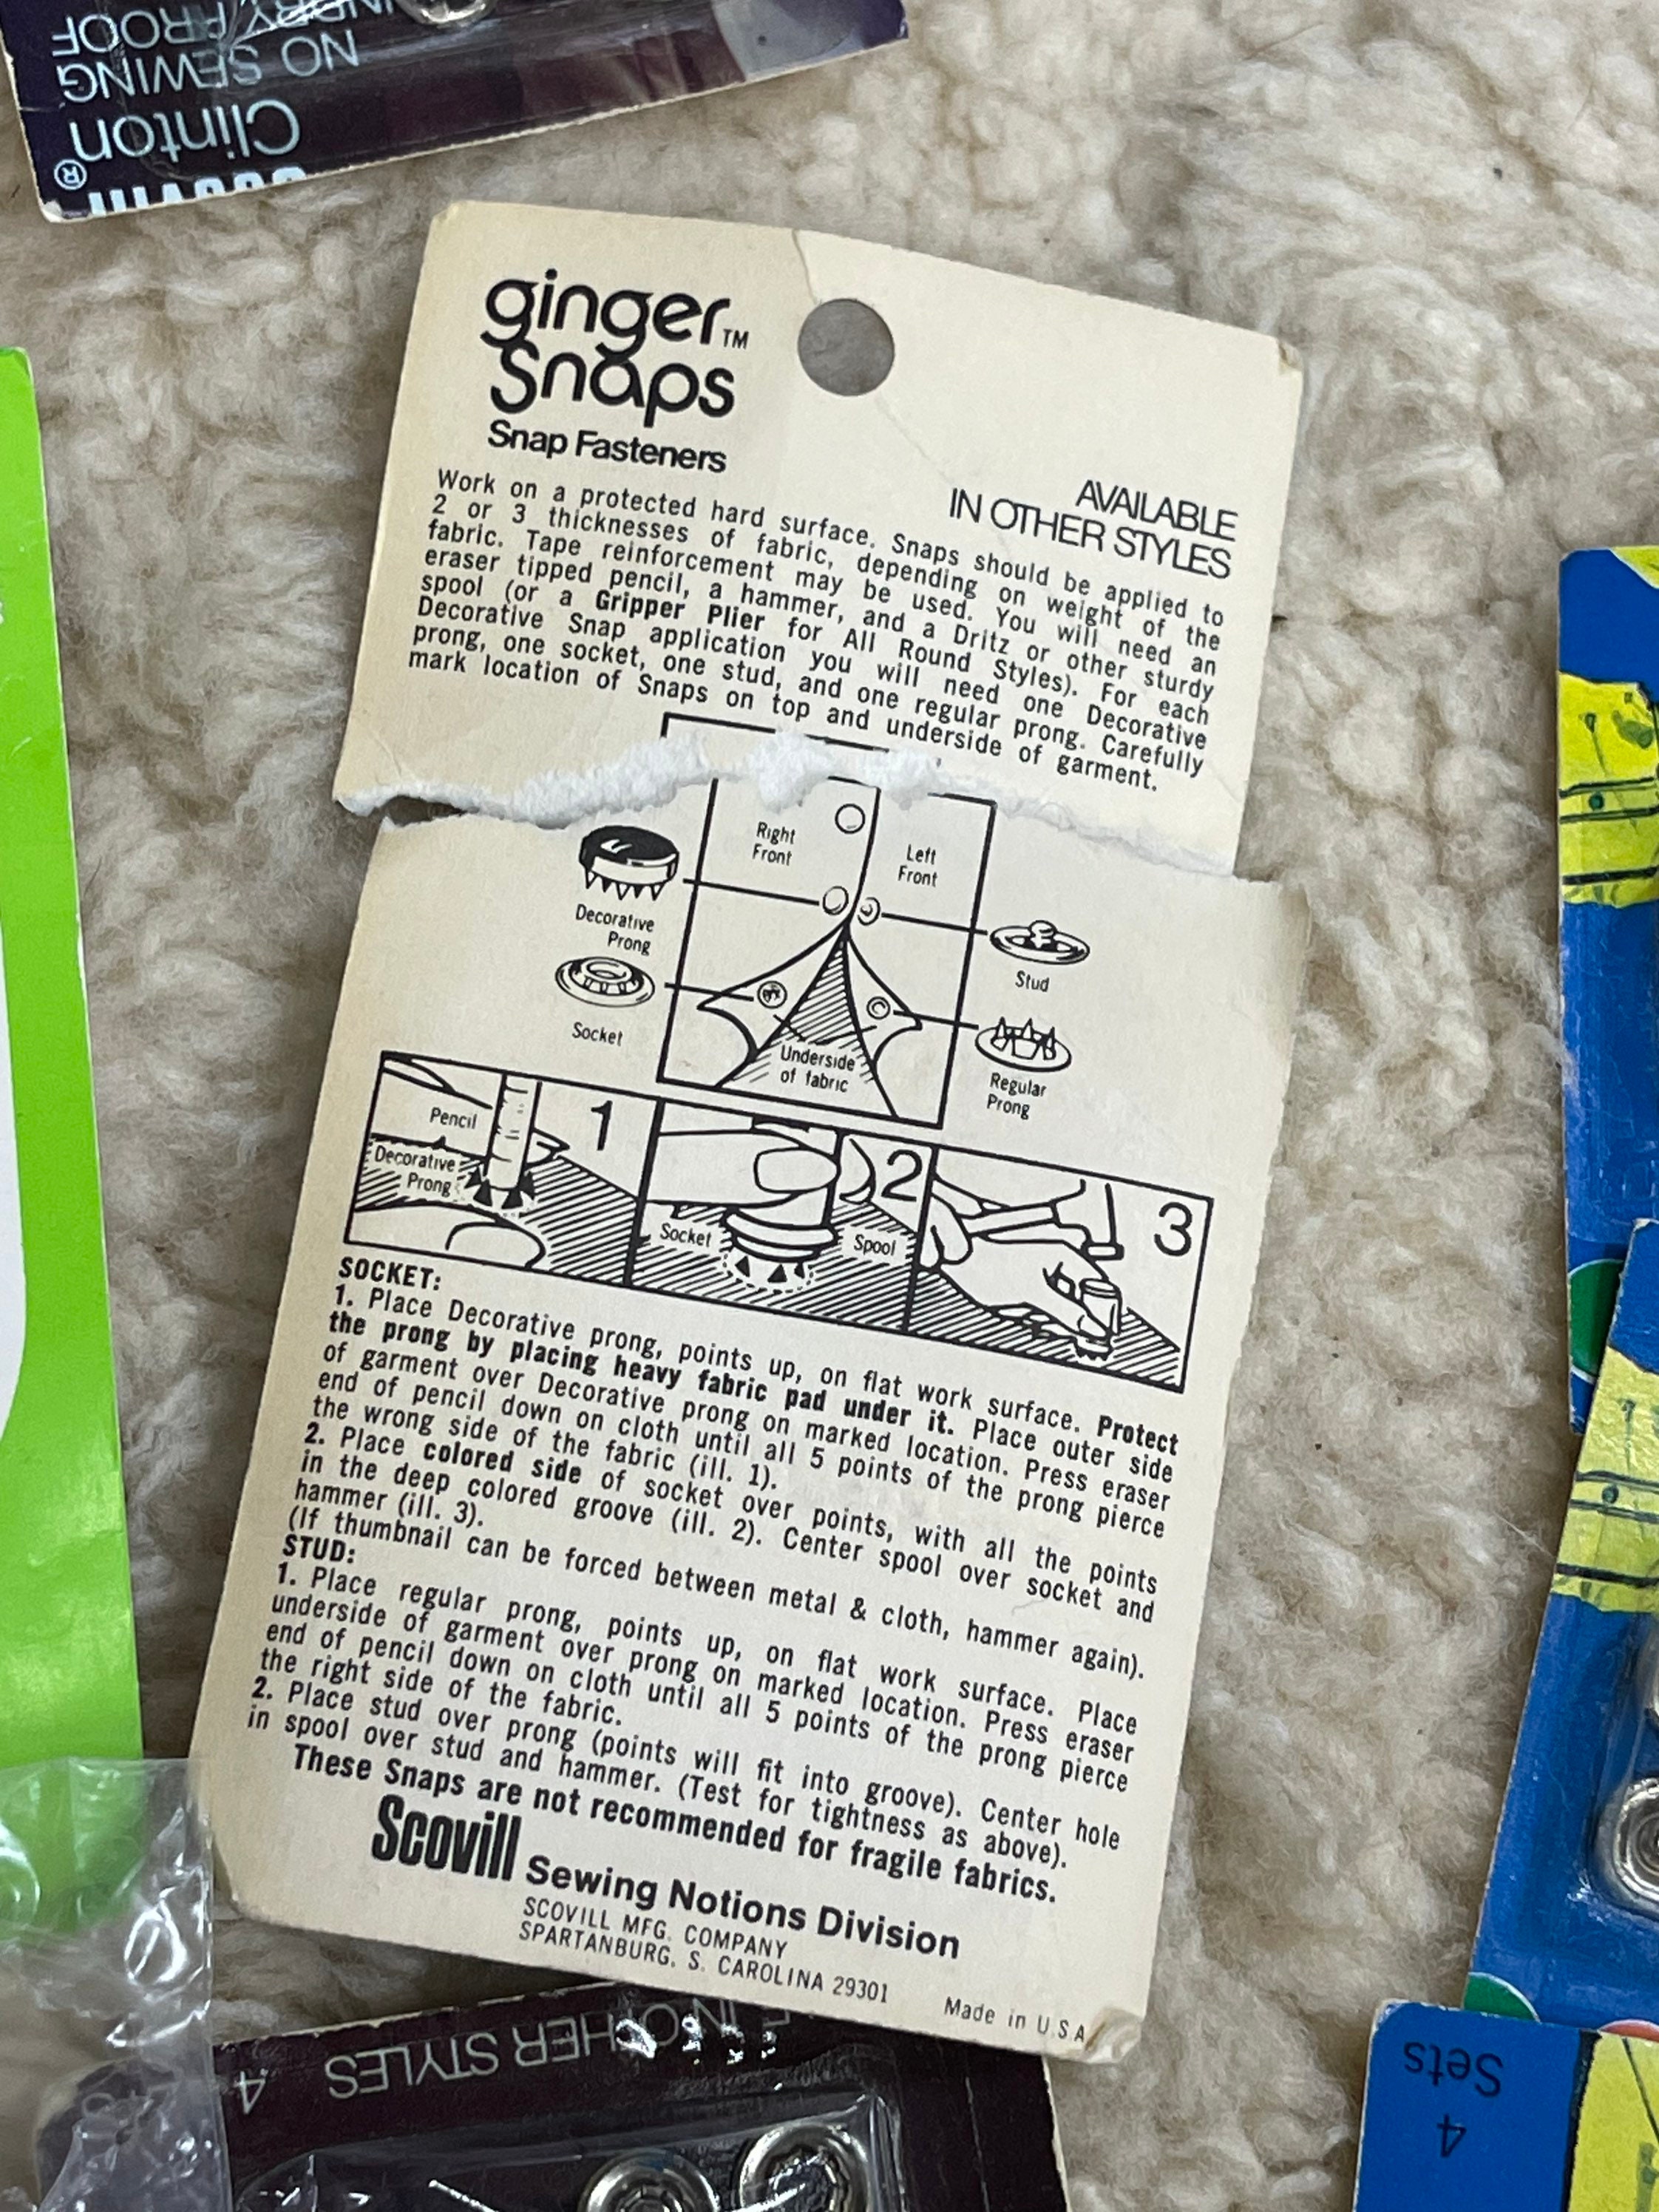 FOOF
NDRY PROOF
NO SEWING
Clinton
®
ginger™
Snaps
Snap Fasteners
AVAILABLE
IN OTHER STYLES
Work on a protected hard surface. Snaps should be applied to
2 or 3 thicknesses of fabric, depending on weight of the
fabric. Tape reinforcement may be used. You will need an
eraser tipped pencil, a hammer, and a Dritz or other sturdy
spool (or a Gripper Plier for All Round Styles). For each
Decorative Snap application you will need one Decorative
prong, one socket, one stud, and one regular prong. Carefully
mark location of Snaps on top and underside of garment.
Right
Front
Left
Front
Decorative
Prong
Stud
Socket
Underside
of fabric
Regular
Prong
Pencil
Decorative
Prong
1
Socket
Spool
2
3
SOCKET:
1. Place Decorative prong, points up, on flat work surface. Protect
the prong by placing heavy fabric pad under it. Place outer side
of garment over Decorative prong on marked location. Press eraser
end of pencil down on cloth until all 5 points of the prong pierce
the wrong side of the fabric (ill. 1).
2. Place colored side of socket over points, with all the points
in the deep colored groove (ill. 2). Center spool over socket and
hammer (ill. 3).
(If thumbnail can be forced between metal & cloth, hammer again).
STUD:
1. Place regular prong, points up, on flat work surface. Place
underside of garment over prong on marked location. Press eraser
end of pencil down on cloth until all 5 points of the prong pierce
the right side of the fabric.
2. Place stud over prong (points will fit into groove). Center hole
in spool over stud and hammer. (Test for tightness as above).
These Snaps are not recommended for fragile fabrics.
Scovill Sewing Notions Division
SCOVILL MFG. COMPANY
SPARTANBURG, S. CAROLINA 29301
Made in U.S.A.
OTHER STYLES
4
4
Sets